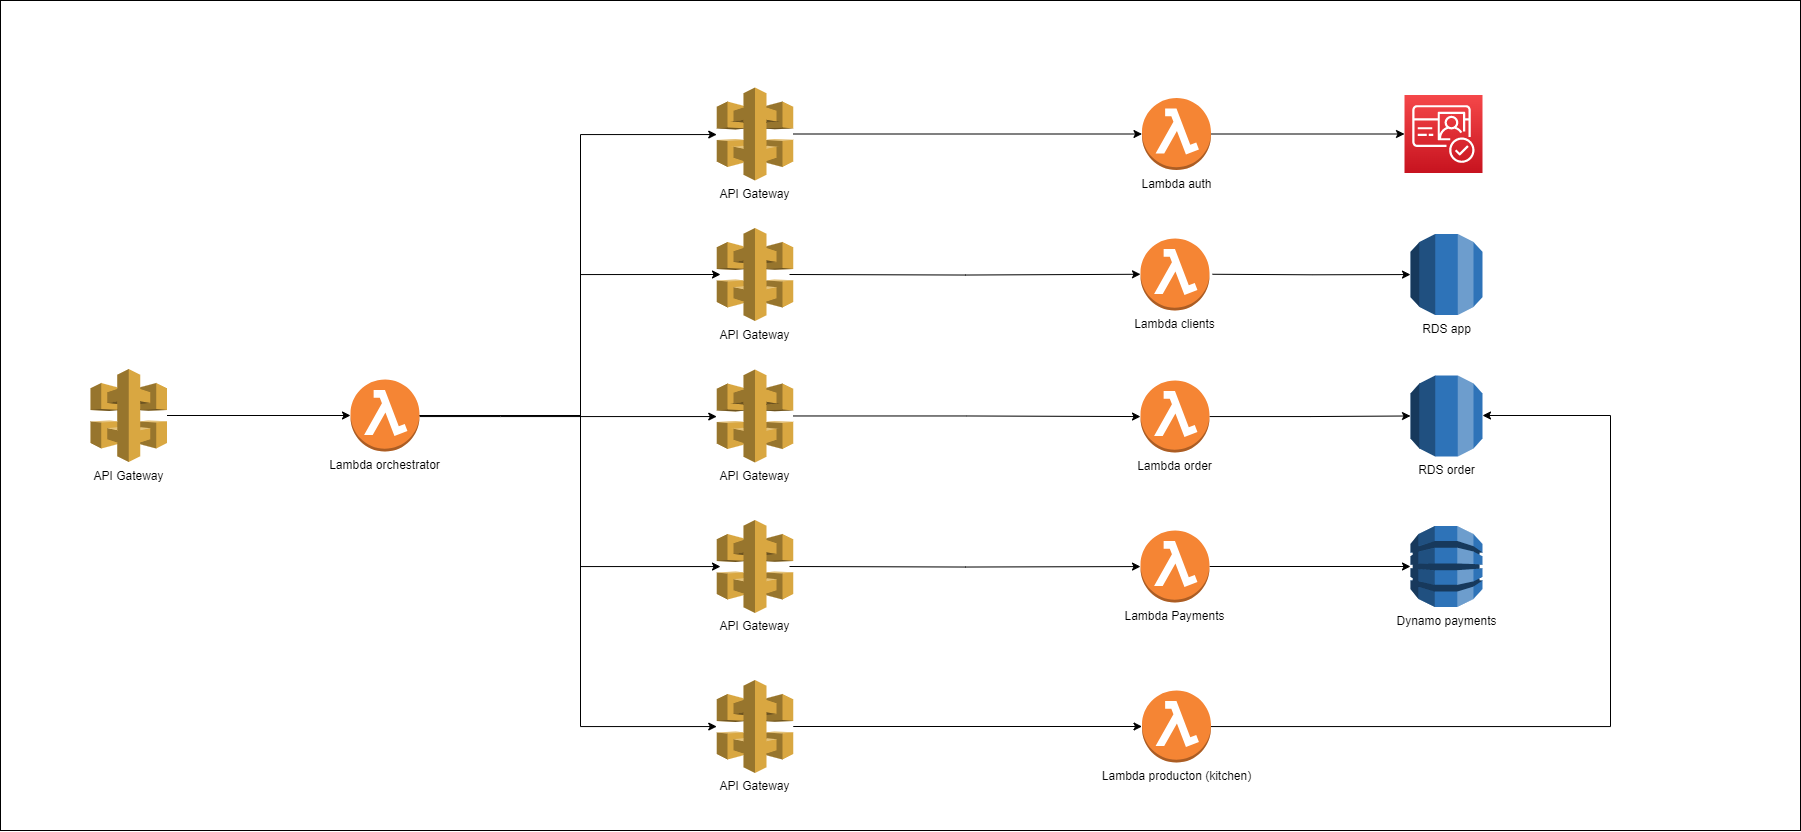 API Gateway
Lambda auth
API Gateway
Lambda clients
RDS app
API Gateway
Lambda orchestrator
API Gateway
Lambda order
RDS order
API Gateway
Lambda Payments
Dynamo payments
API Gateway
Lambda producton (kitchen)